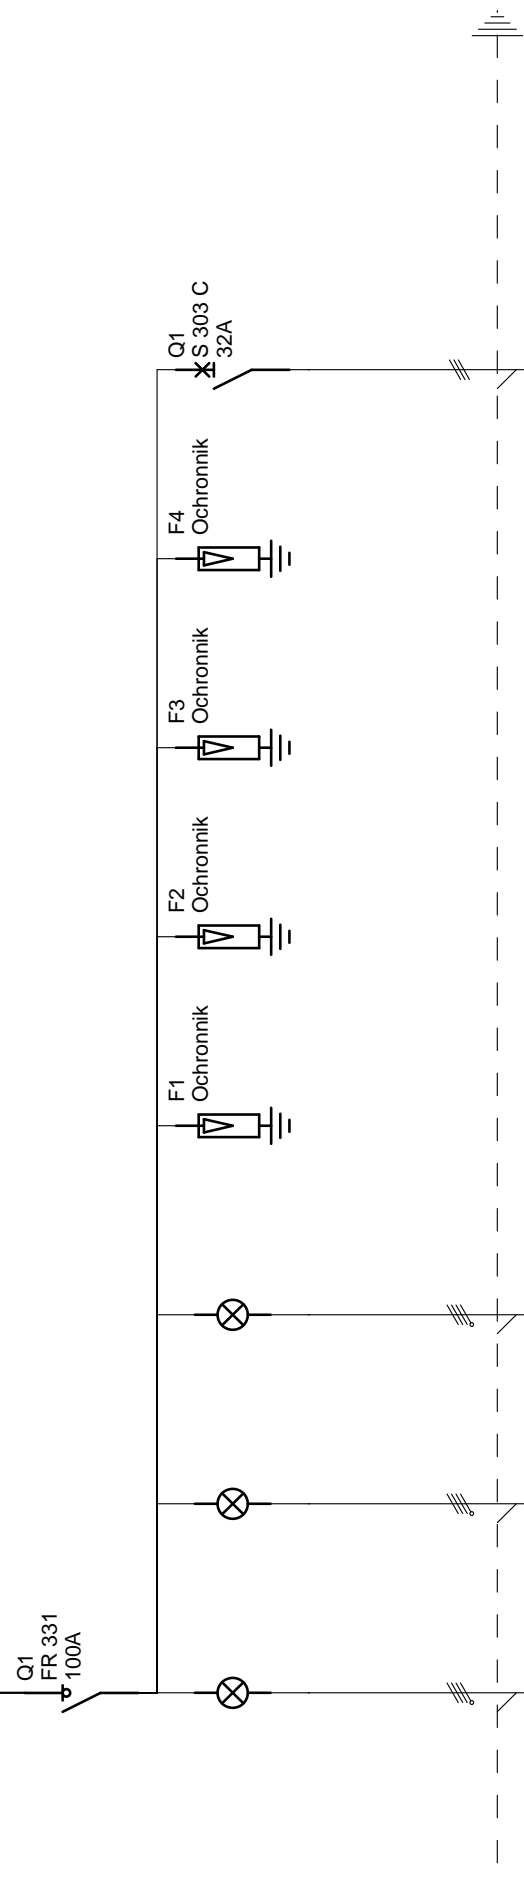 Q1
FR 331
100A
F1
Ochronnik
F2
Ochronnik
F3
Ochronnik
F4
Ochronnik
Q1
S 303 C
32A